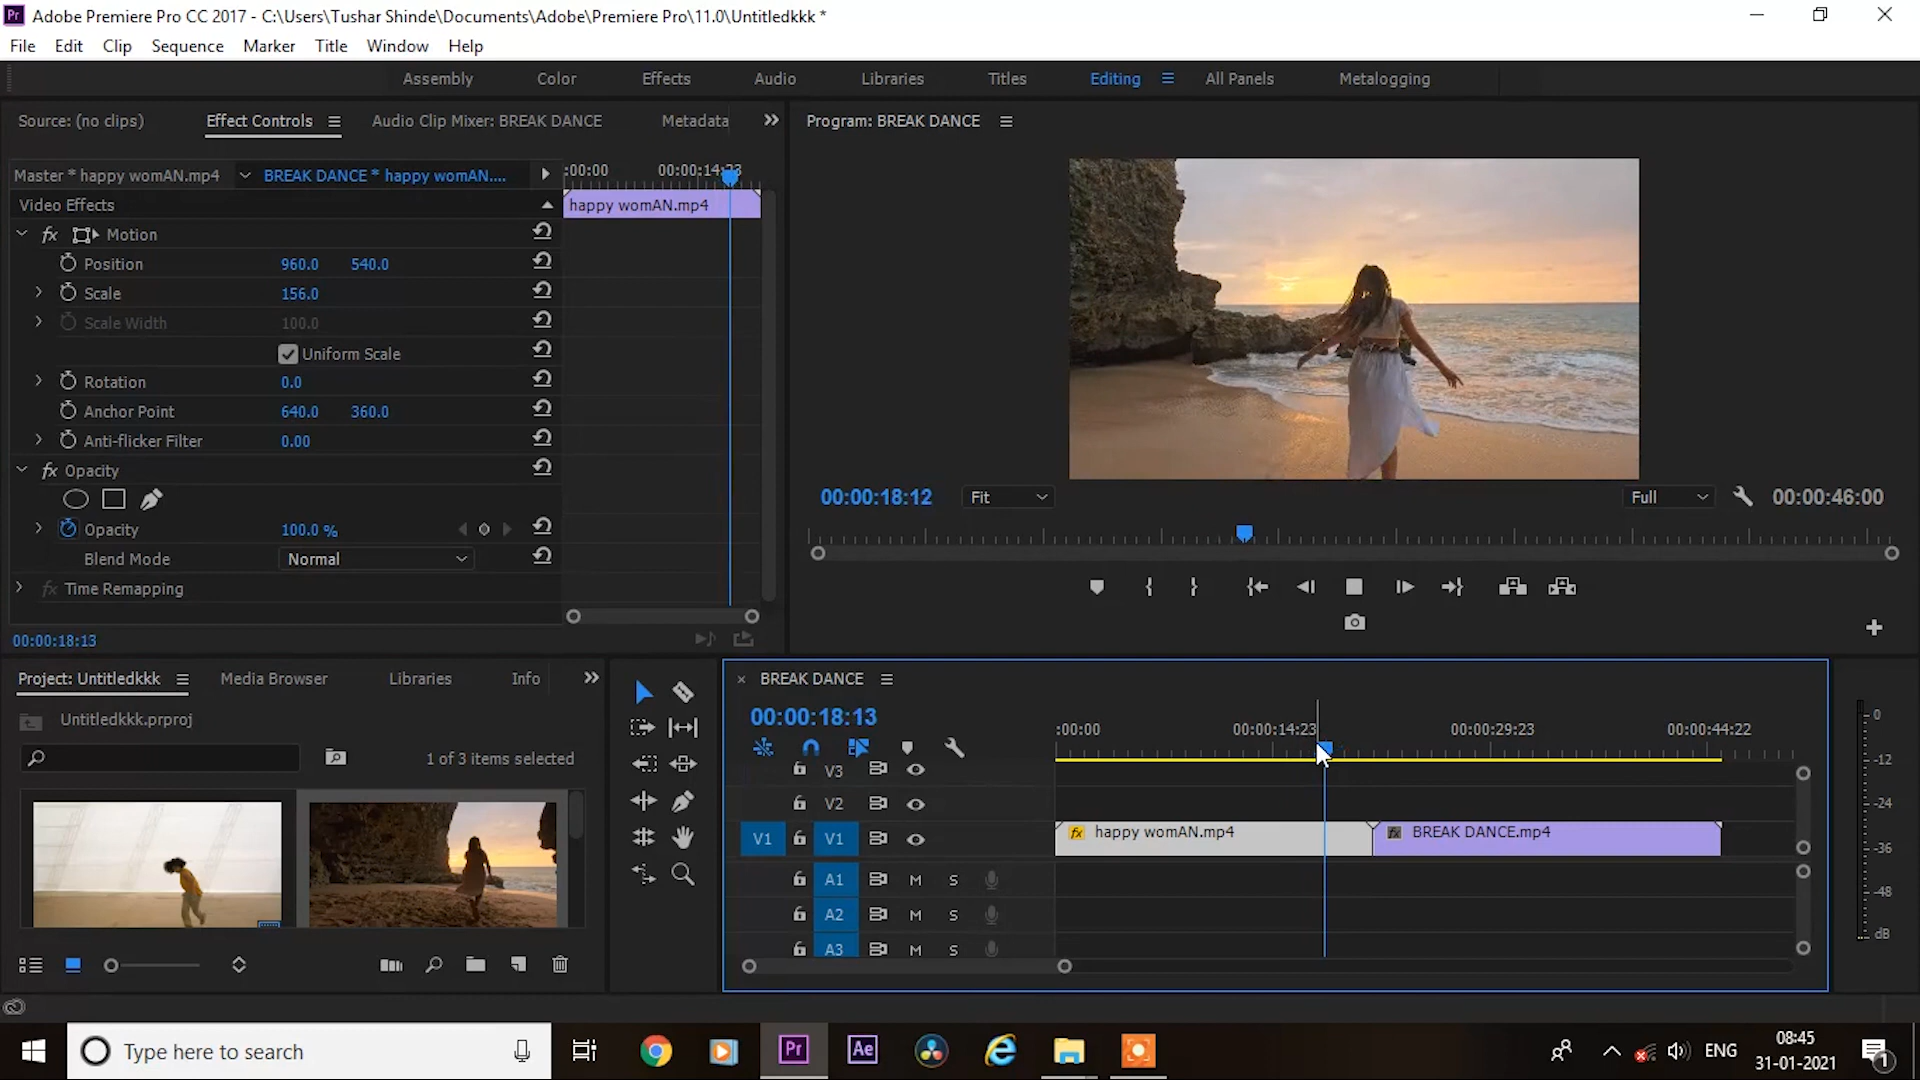 Adobe Premiere Pro CC 2017 - C:\Users\Tushar Shinde\Documents\Adobe\Premiere Pro\11.0\Untitledkkk *
File Edit Clip Sequence Marker Title Window Help
Assembly Color Effects Audio Libraries Titles Editing All Panels Metalogging
Source: (no clips) Effect Controls Audio Clip Mixer: BREAK DANCE Metadata
Program: BREAK DANCE
Master * happy womAN.mp4 BREAK DANCE * happy womAN....
:00:00 00:00:14:23
Video Effects
happy womAN.mp4
fx Motion
Position 960.0 540.0
Scale 156.0
Scale Width 100.0
Uniform Scale
Rotation 0.0
Anchor Point 640.0 360.0
Anti-flicker Filter 0.00
fx Opacity
Opacity 100.0 %
Blend Mode Normal
fx Time Remapping
00:00:18:13
00:00:18:12 Fit Full 00:00:46:00
Project: Untitledkkk Media Browser Libraries Info
Untitledkkk.prproj
1 of 3 items selected
BREAK DANCE
00:00:18:13
:00:00 00:00:14:23 00:00:29:23 00:00:44:22
V3
V2
V1 V1 fx happy womAN.mp4 fx BREAK DANCE.mp4
A1 M S
A2 M S
A3 M S
0
-12
-24
-36
-48
dB
Type here to search
Pr Ae
ENG
08:45
31-01-2021
1